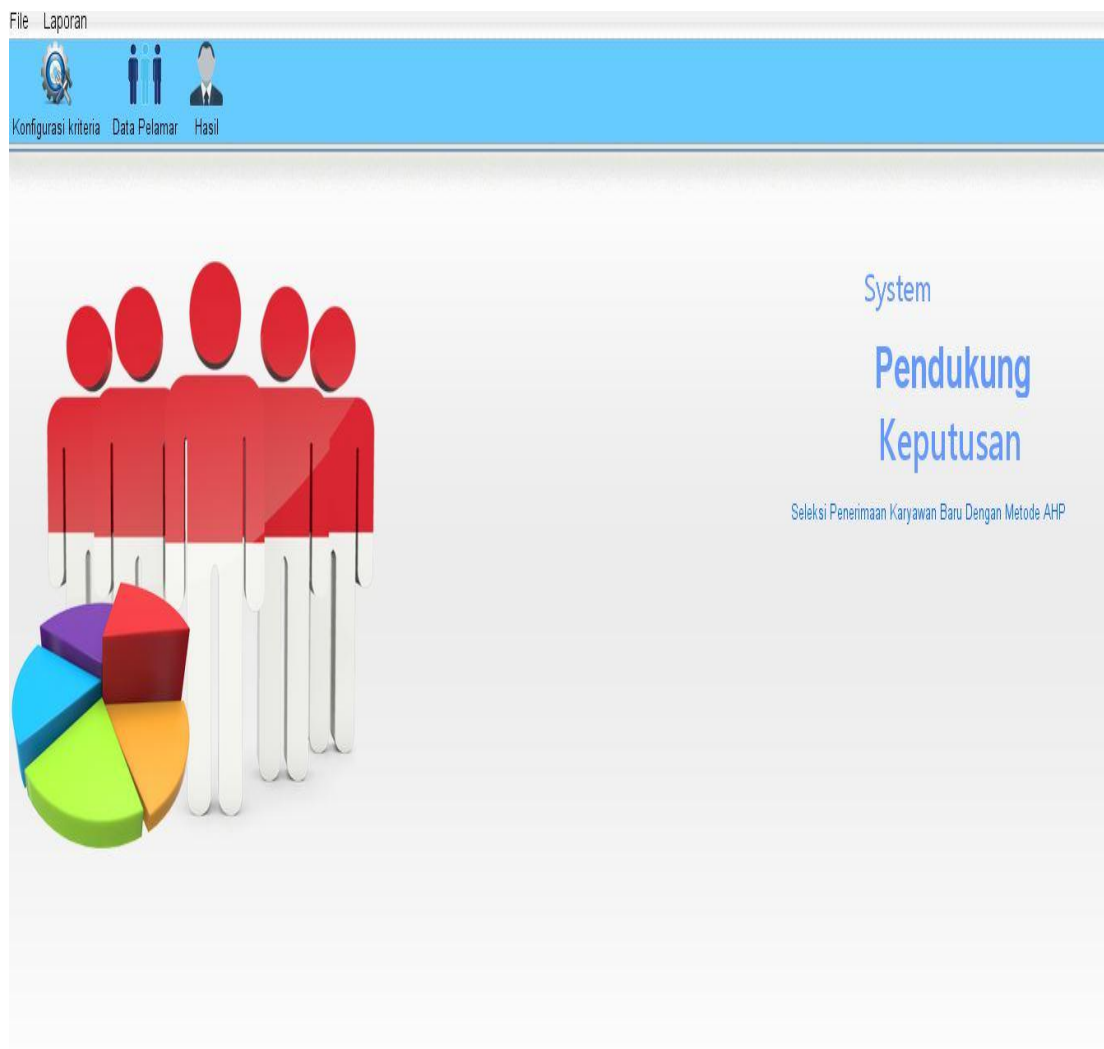 File Laporan
Konfigurasi kriteria Data Pelamar Hasil
System
Pendukung
Keputusan
Seleksi Penerimaan Karyawan Baru Dengan Metode AHP